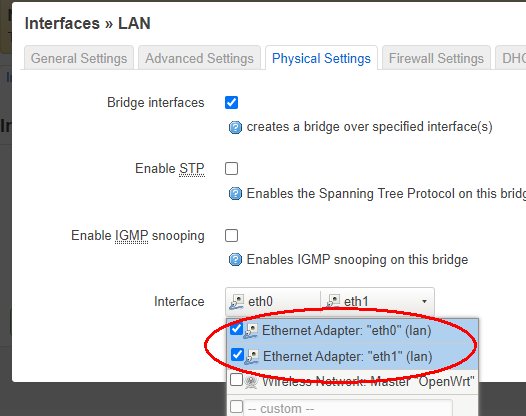 Interfaces » LAN
General Settings
Advanced Settings
Physical Settings
Firewall Settings
DHC
Bridge interfaces
creates a bridge over specified interface(s)
Enable STP
Enables the Spanning Tree Protocol on this bridg
Enable IGMP snooping
Enables IGMP snooping on this bridge
Interface
eth0
eth1
Ethernet Adapter: "eth0" (lan)
Ethernet Adapter: "eth1" (lan)
Wireless Network: Master "OpenWrt"
-- custom --